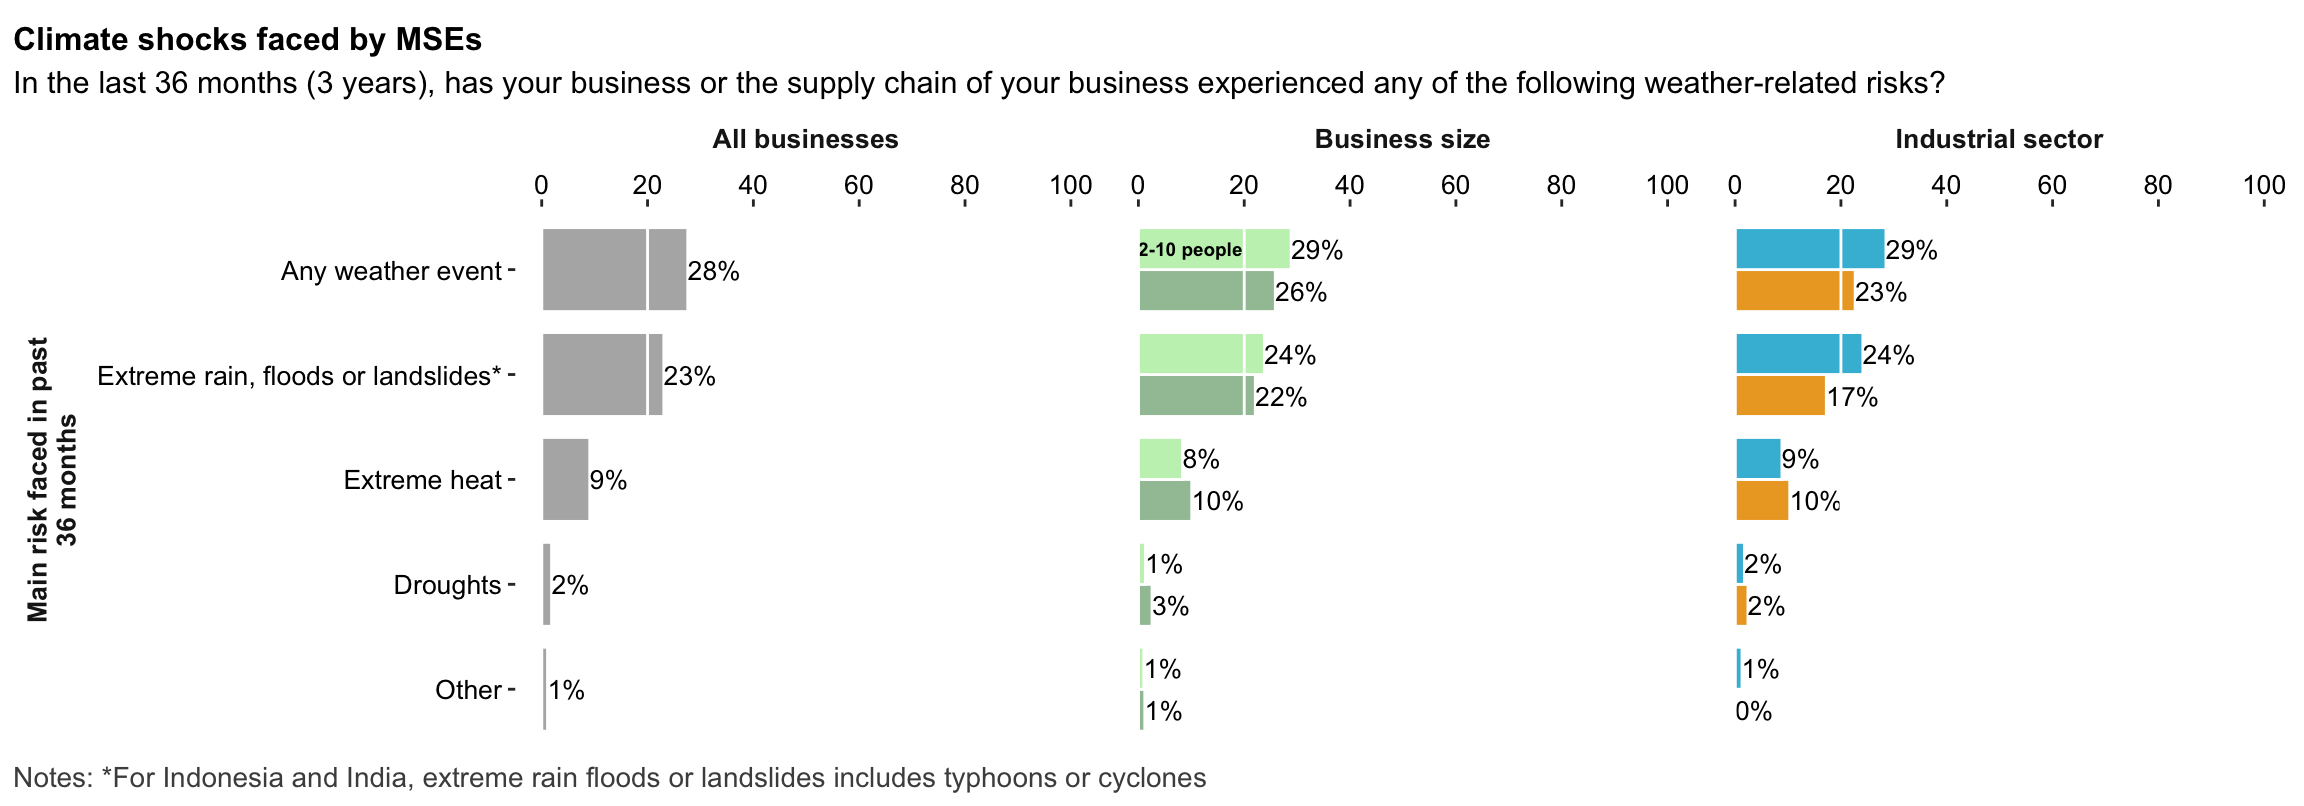 Climate shocks faced by MSEs
In the last 36 months (3 years), has your business or the supply chain of your business experienced any of the following weather-related risks?
All businesses
Business size
Industrial sector
0 20 40 60 80 100
0 20 40 60 80 100
0 20 40 60 80 100
Main risk faced in past
36 months
Any weather event
28%
2-10 people
29%
26%
29%
23%
Extreme rain, floods or landslides*
23%
24%
22%
24%
17%
Extreme heat
9%
8%
10%
9%
10%
Droughts
2%
1%
3%
2%
2%
Other
1%
1%
1%
1%
0%
Notes: *For Indonesia and India, extreme rain floods or landslides includes typhoons or cyclones